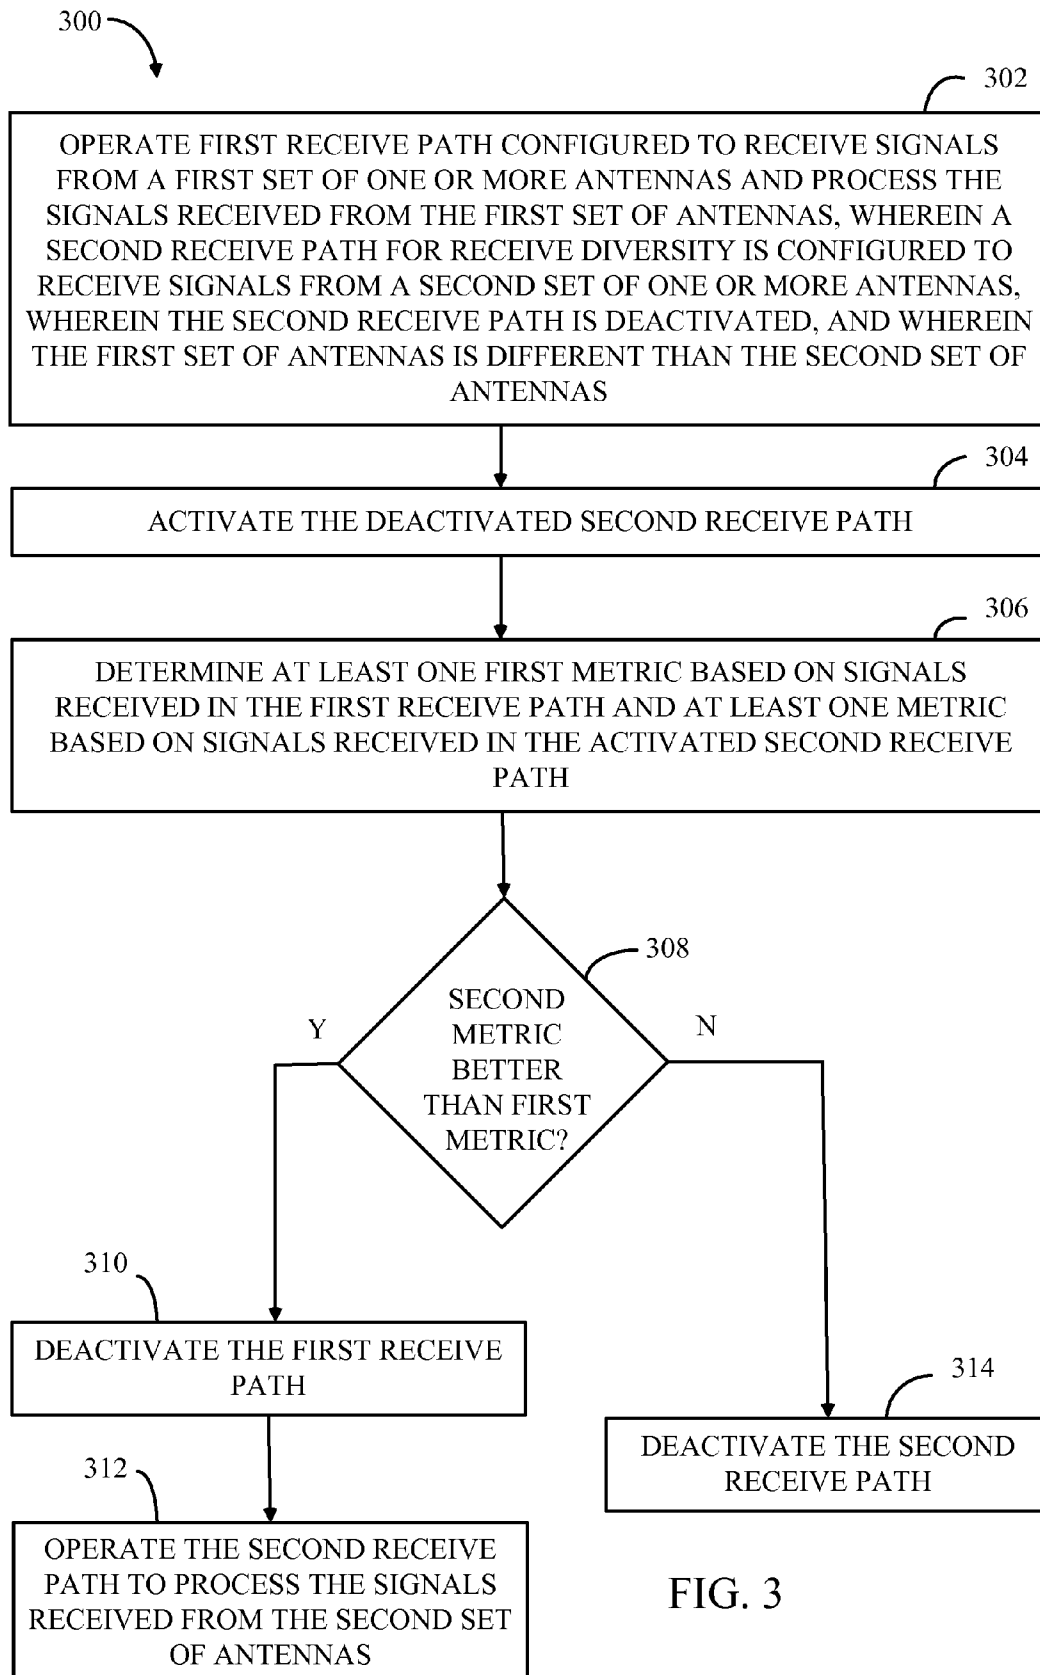 300
302
OPERATE FIRST RECEIVE PATH CONFIGURED TO RECEIVE SIGNALS
FROM A FIRST SET OF ONE OR MORE ANTENNAS AND PROCESS THE
SIGNALS RECEIVED FROM THE FIRST SET OF ANTENNAS, WHEREIN A
SECOND RECEIVE PATH FOR RECEIVE DIVERSITY IS CONFIGURED TO
RECEIVE SIGNALS FROM A SECOND SET OF ONE OR MORE ANTENNAS,
WHEREIN THE SECOND RECEIVE PATH IS DEACTIVATED, AND WHEREIN
THE FIRST SET OF ANTENNAS IS DIFFERENT THAN THE SECOND SET OF
ANTENNAS
304
ACTIVATE THE DEACTIVATED SECOND RECEIVE PATH
306
DETERMINE AT LEAST ONE FIRST METRIC BASED ON SIGNALS
RECEIVED IN THE FIRST RECEIVE PATH AND AT LEAST ONE METRIC
BASED ON SIGNALS RECEIVED IN THE ACTIVATED SECOND RECEIVE
PATH
308
SECOND
METRIC
BETTER
THAN FIRST
METRIC?
Y
N
310
DEACTIVATE THE FIRST RECEIVE
PATH
314
DEACTIVATE THE SECOND
RECEIVE PATH
312
OPERATE THE SECOND RECEIVE
PATH TO PROCESS THE SIGNALS
RECEIVED FROM THE SECOND SET
OF ANTENNAS
FIG. 3